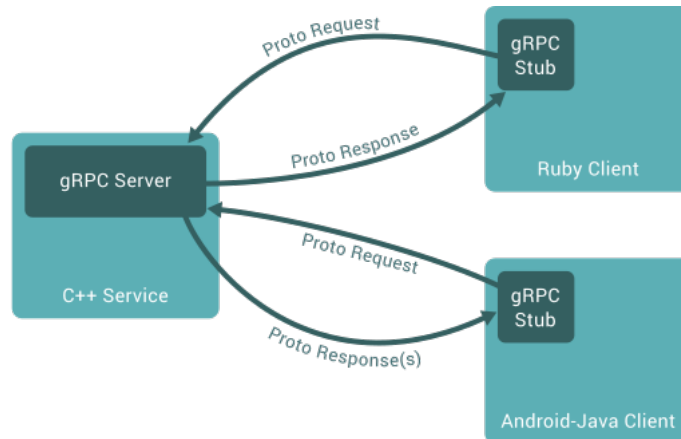 Proto Request
gRPC
Stub
Ruby Client
Proto Response
gRPC Server
C++ Service
Proto Request
gRPC
Stub
Proto Response(s)
Android-Java Client